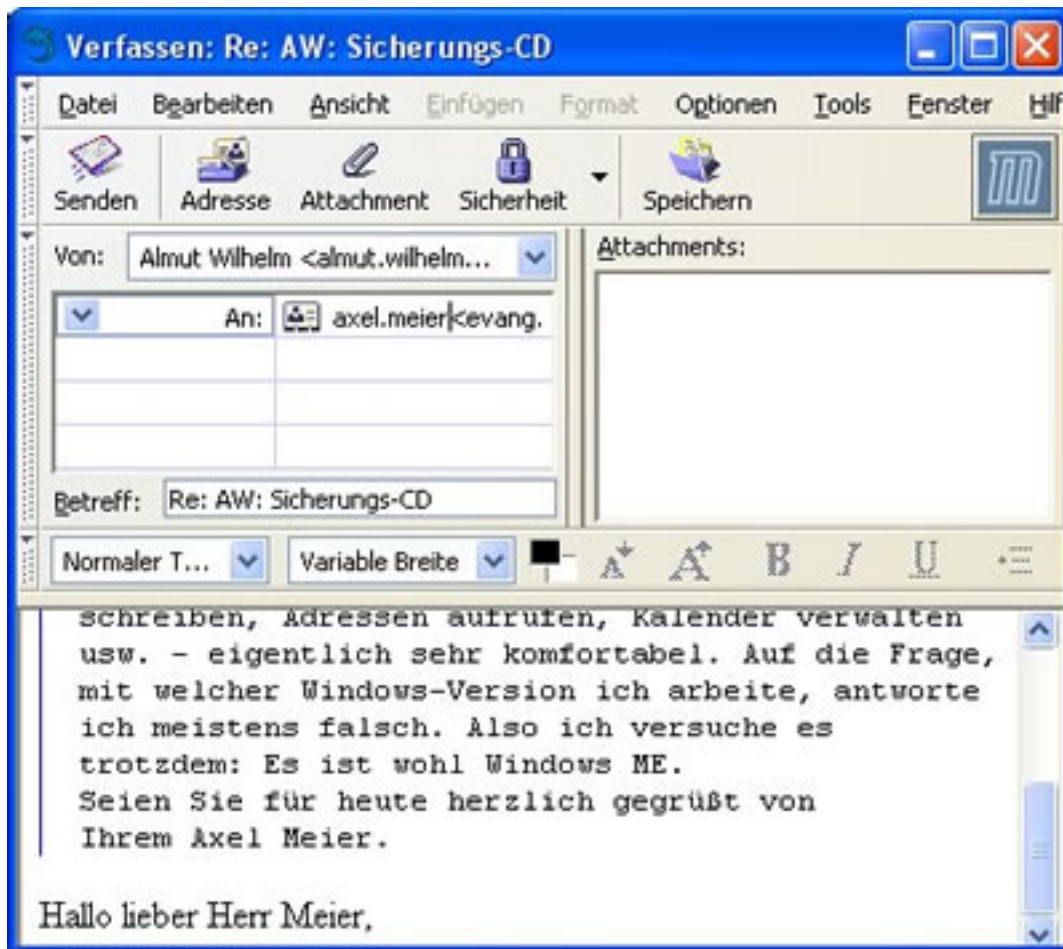 Verfassen: Re: AW: Sicherungs-CD
Datei Bearbeiten Ansicht Einfügen Format Optionen Tools Fenster Hilf
Senden Adresse Attachment Sicherheit Speichern
Von: Almut Wilhelm <almut.wilhelm...
Attachments:
An: axel.meier<evang.
Betreff: Re: AW: Sicherungs-CD
Normaler T... Variable Breite A A B I U
schreiben, Adressen aufrufen, Kalender verwalten
usw. - eigentlich sehr komfortabel. Auf die Frage,
mit welcher Windows-Version ich arbeite, antworte
ich meistens falsch. Also ich versuche es
trotzdem: Es ist wohl Windows ME.
Seien Sie für heute herzlich gegrüßt von
Ihrem Axel Meier.
Hallo lieber Herr Meier,